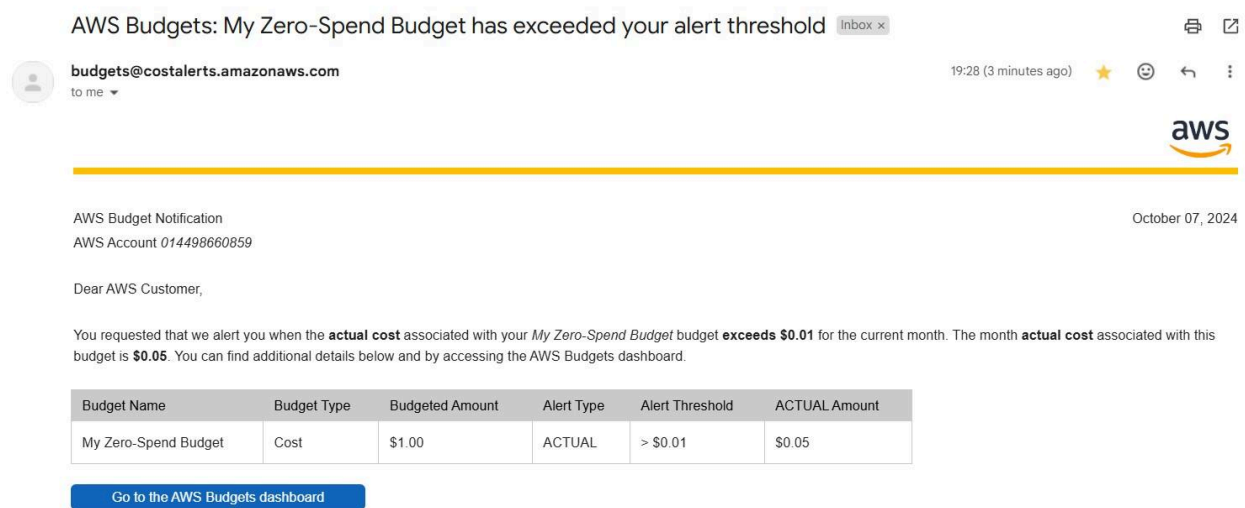 AWS Budgets: My Zero-Spend Budget has exceeded your alert threshold Inbox ×
budgets@costalerts.amazonaws.com 19:28 (3 minutes ago)
to me
aws
AWS Budget Notification October 07, 2024
AWS Account 014498660859
Dear AWS Customer,
You requested that we alert you when the actual cost associated with your My Zero-Spend Budget budget exceeds $0.01 for the current month. The month actual cost associated with this
budget is $0.05. You can find additional details below and by accessing the AWS Budgets dashboard.
Budget Name Budget Type Budgeted Amount Alert Type Alert Threshold ACTUAL Amount
My Zero-Spend Budget Cost $1.00 ACTUAL > $0.01 $0.05
Go to the AWS Budgets dashboard